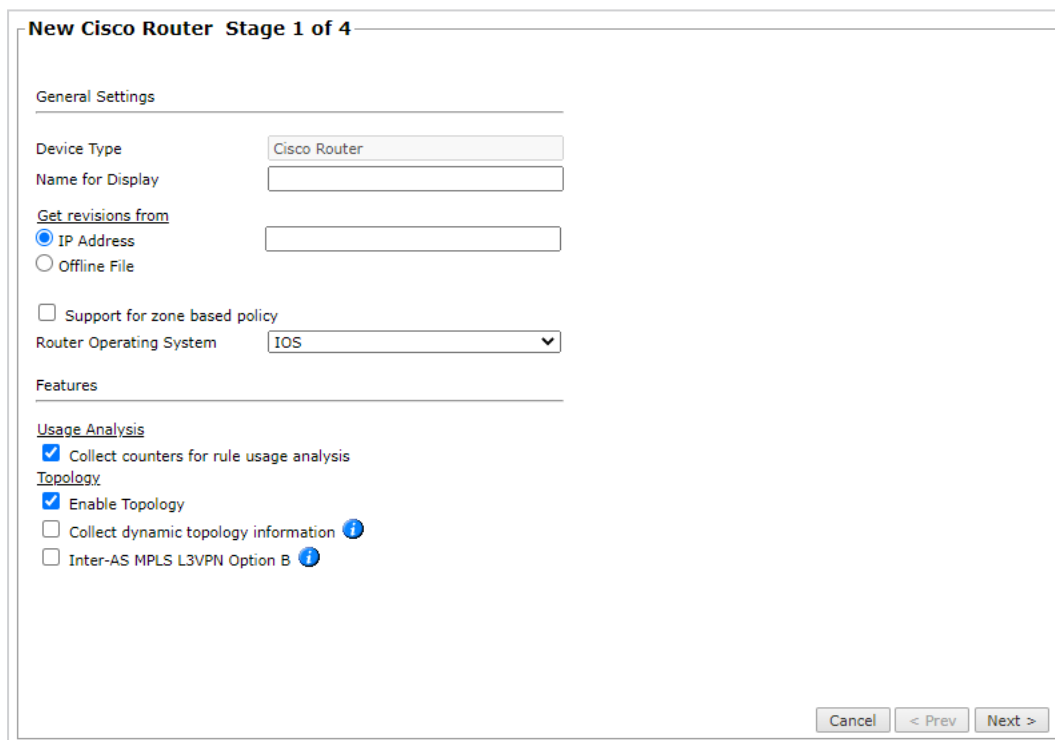 New Cisco Router Stage 1 of 4
General Settings
Device Type Cisco Router
Name for Display
Get revisions from
IP Address
Offline File
Support for zone based policy
Router Operating System IOS
Features
Usage Analysis
Collect counters for rule usage analysis
Topology
Enable Topology
Collect dynamic topology information i
Inter-AS MPLS L3VPN Option B i
Cancel < Prev Next >